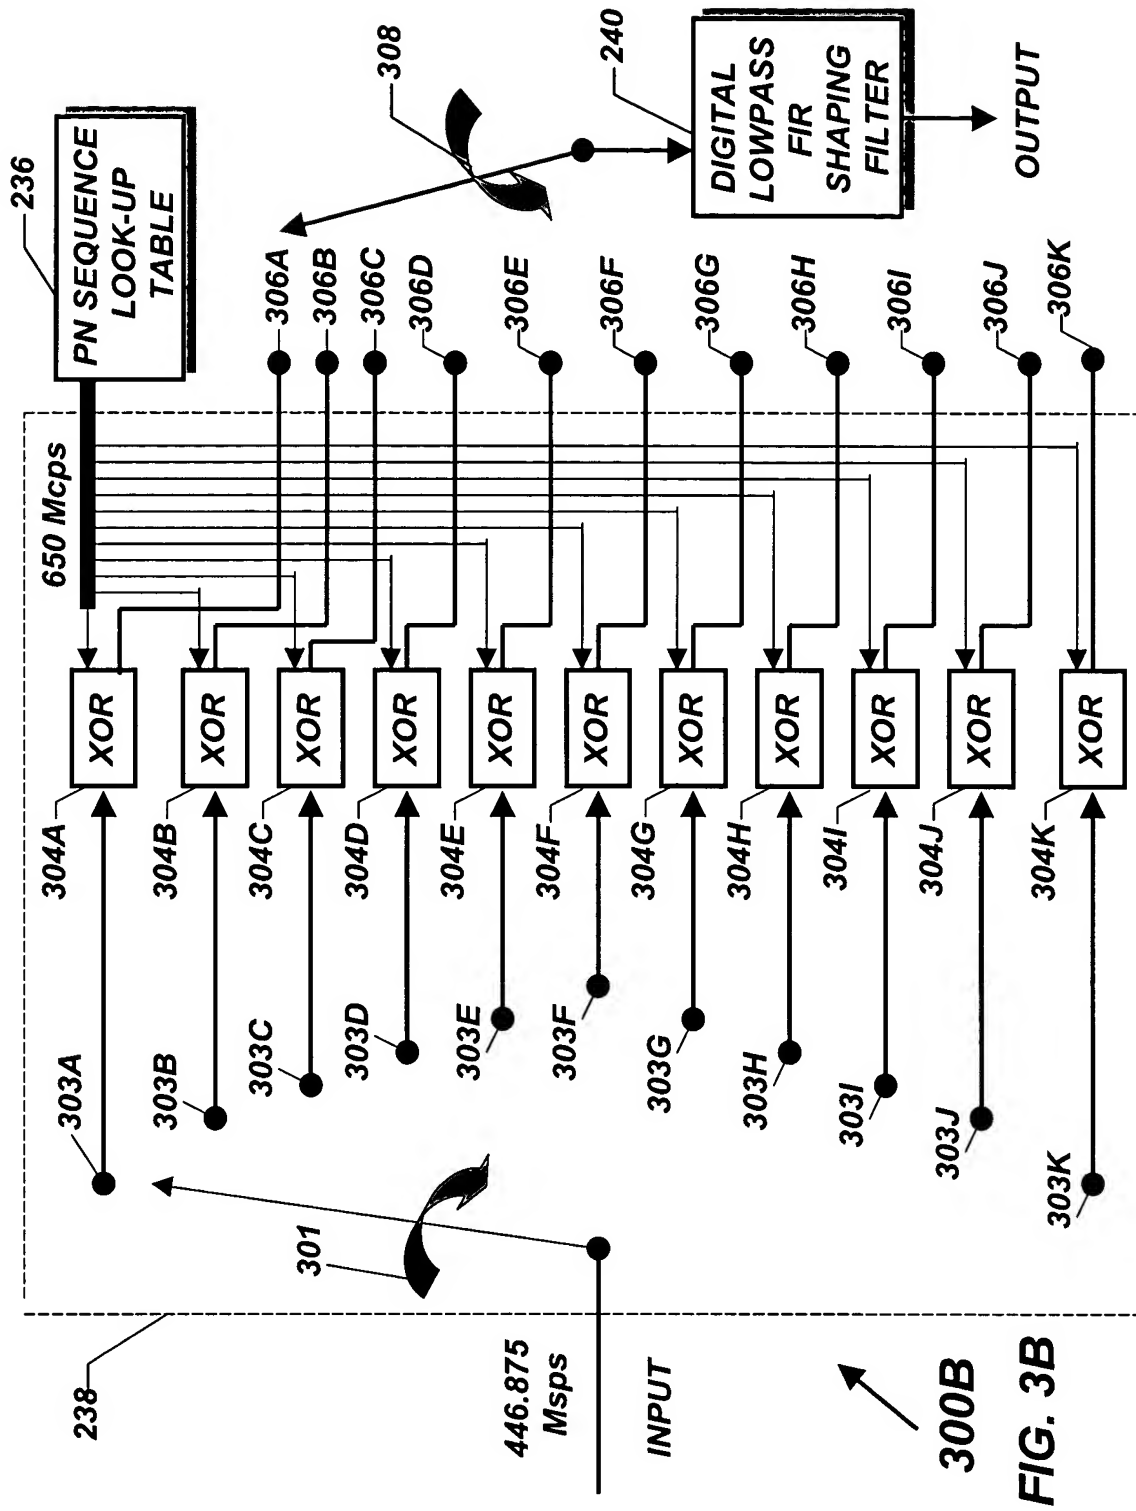 238
446.875
Msps
INPUT
301
303A
303B
303C
303D
303E
303F
303G
303H
303I
303J
303K
304A
304B
304C
304D
304E
304F
304G
304H
304I
304J
304K
XOR
XOR
XOR
XOR
XOR
XOR
XOR
XOR
XOR
XOR
XOR
650 Mcps
236
PN SEQUENCE
LOOK-UP
TABLE
306A
306B
306C
306D
306E
306F
306G
306H
306I
306J
306K
308
240
DIGITAL
LOWPASS
FIR
SHAPING
FILTER
OUTPUT
300B
FIG. 3B